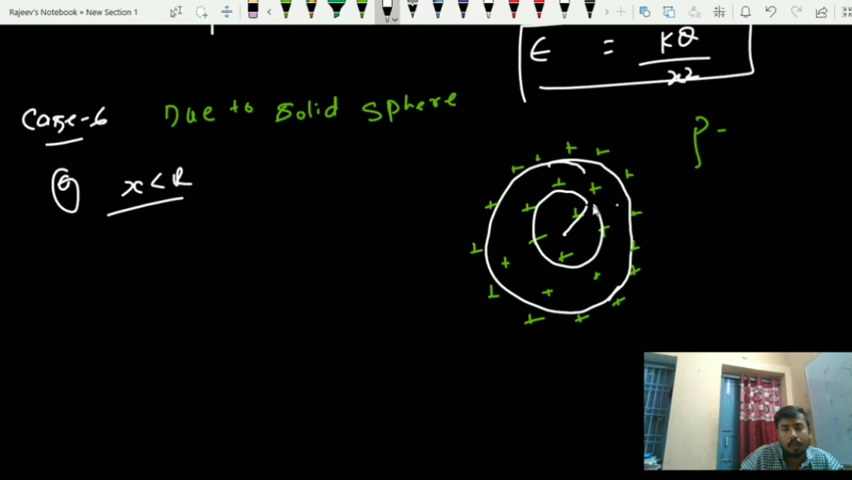 Rajeev's Notebook » New Section 1
E = KQ / x2
Case-6 Due to Solid Sphere
x<R
ρ -